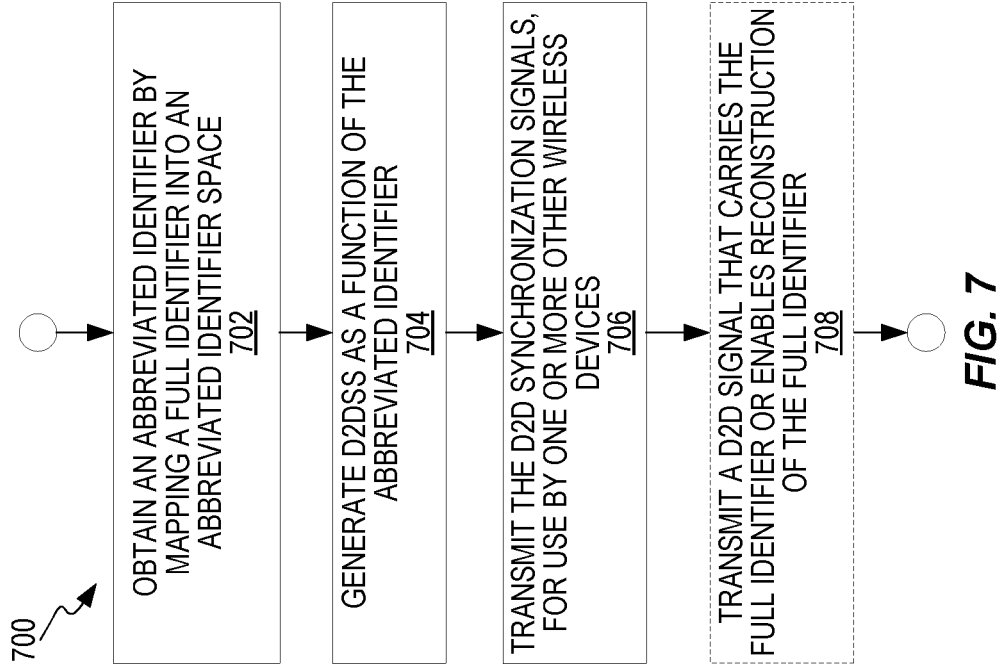 700
OBTAIN AN ABBREVIATED IDENTIFIER BY
MAPPING A FULL IDENTIFIER INTO AN
ABBREVIATED IDENTIFIER SPACE
702
GENERATE D2DSS AS A FUNCTION OF THE
ABBREVIATED IDENTIFIER
704
TRANSMIT THE D2D SYNCHRONIZATION SIGNALS,
FOR USE BY ONE OR MORE OTHER WIRELESS
DEVICES
706
TRANSMIT A D2D SIGNAL THAT CARRIES THE
FULL IDENTIFIER OR ENABLES RECONSTRUCTION
OF THE FULL IDENTIFIER
708
FIG. 7